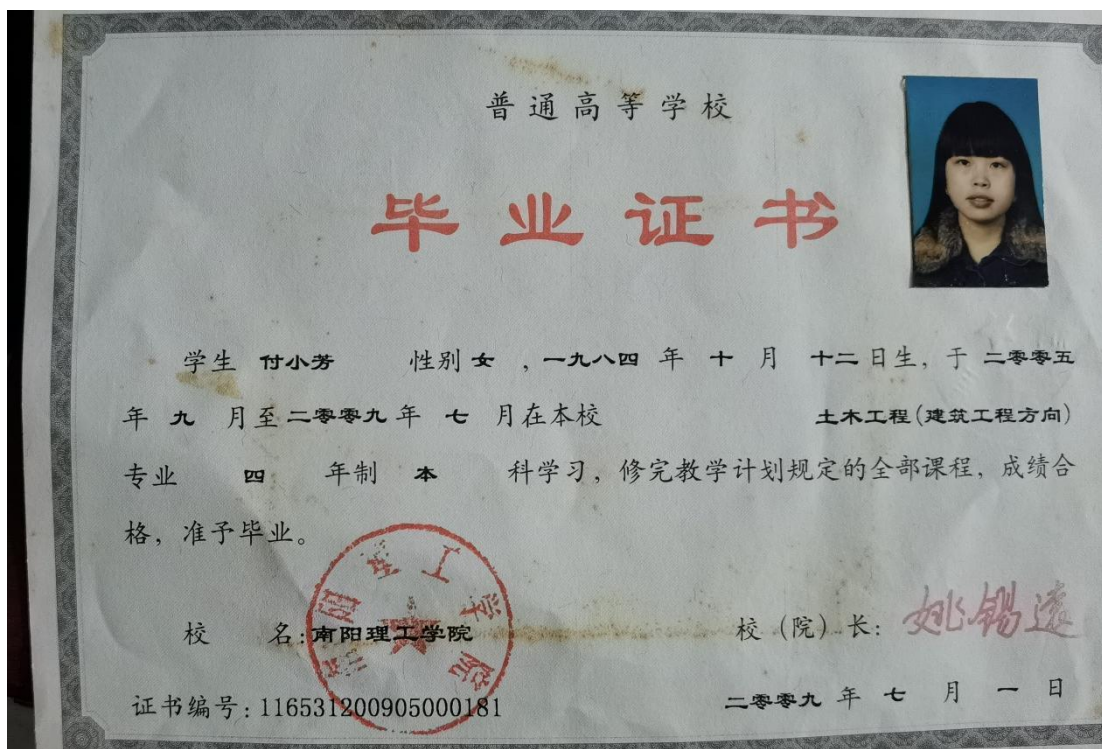 普通高等学校
毕业证书
学生 付小芳 性别 女 ,一九八四 年 十 月 十二 日生, 于 二零零五
年 九 月至 二零零九 年 七 月在本校 土木工程(建筑工程方向)
专业 四 年制 本 科学习, 修完教学计划规定的全部课程, 成绩合
格, 准予毕业。
南阳理工学院
校 名: 南阳理工学院 校 (院) 长: 姚锡远
证书编号: 116531200905000181 二零零九 年 七 月 一 日